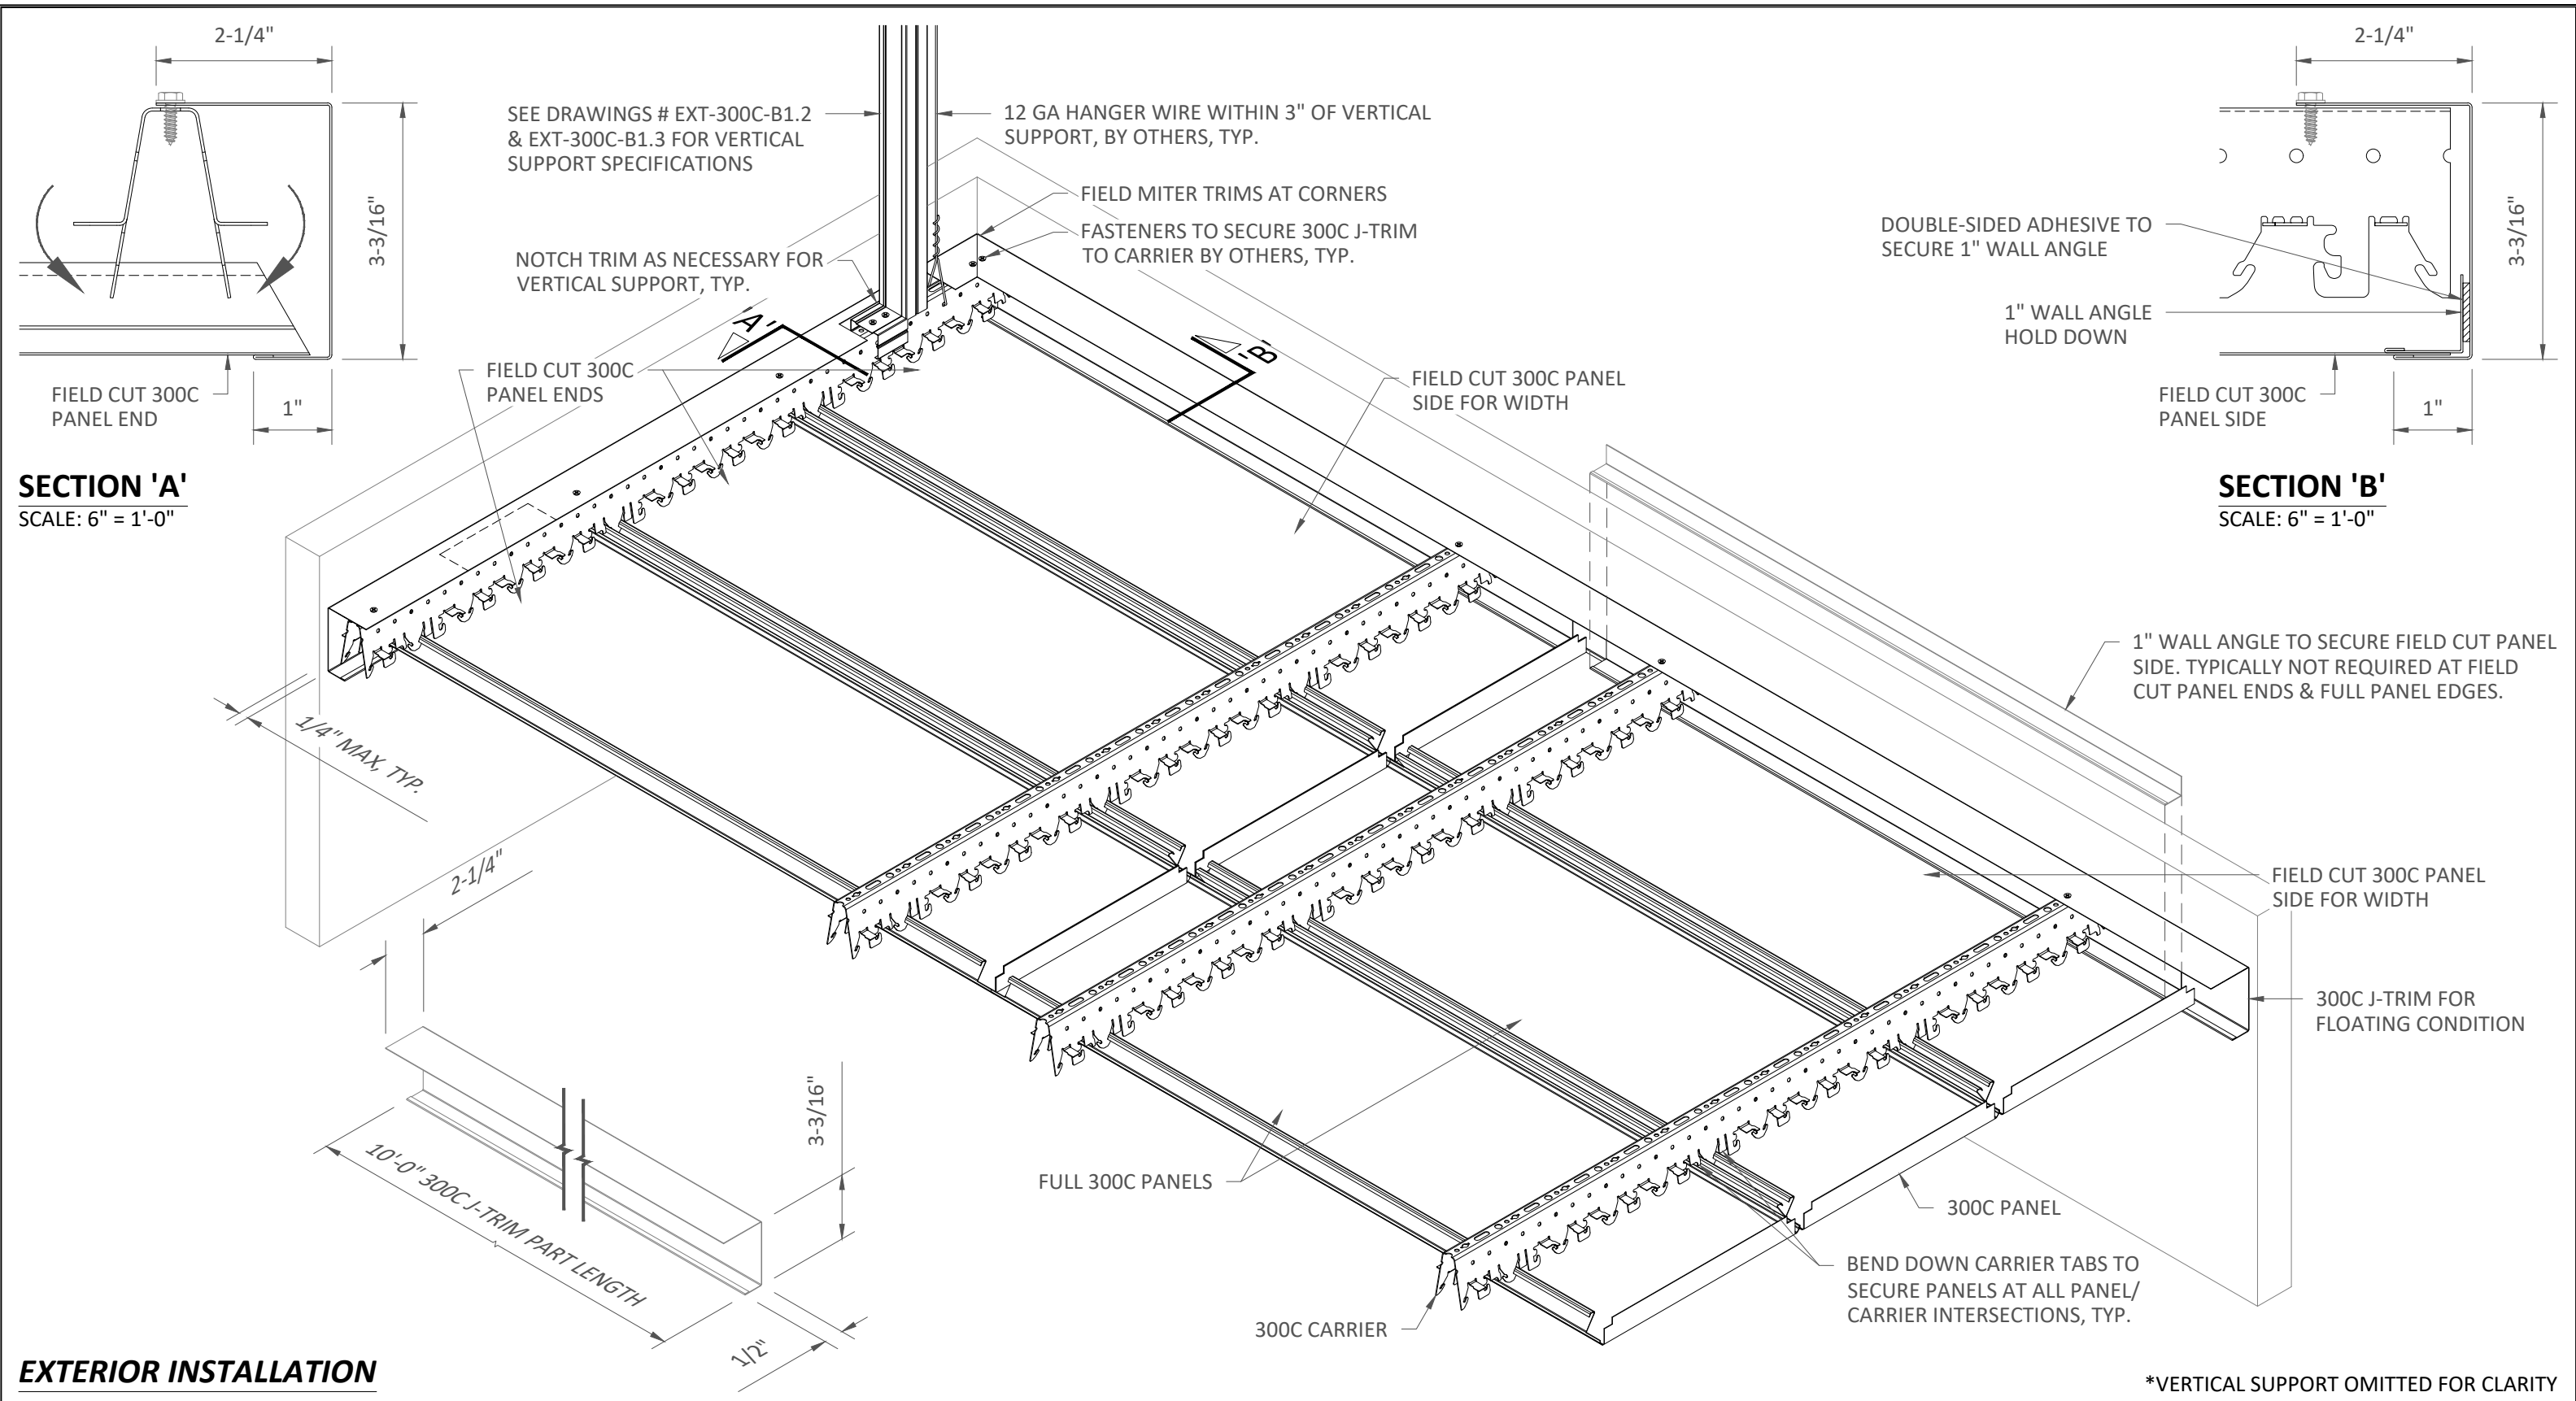 2-1/4"
3-3/16"
1"
FIELD CUT 300C
PANEL END
SECTION 'A'
SCALE: 6" = 1'-0"
SEE DRAWINGS # EXT-300C-B1.2
& EXT-300C-B1.3 FOR VERTICAL
SUPPORT SPECIFICATIONS
12 GA HANGER WIRE WITHIN 3" OF VERTICAL
SUPPORT, BY OTHERS, TYP.
FIELD MITER TRIMS AT CORNERS
FASTENERS TO SECURE 300C J-TRIM
TO CARRIER BY OTHERS, TYP.
NOTCH TRIM AS NECESSARY FOR
VERTICAL SUPPORT, TYP.
'A'
'B'
FIELD CUT 300C
PANEL ENDS
FIELD CUT 300C PANEL
SIDE FOR WIDTH
2-1/4"
3-3/16"
DOUBLE-SIDED ADHESIVE TO
SECURE 1" WALL ANGLE
1" WALL ANGLE
HOLD DOWN
FIELD CUT 300C
PANEL SIDE
1"
SECTION 'B'
SCALE: 6" = 1'-0"
1" WALL ANGLE TO SECURE FIELD CUT PANEL
SIDE. TYPICALLY NOT REQUIRED AT FIELD
CUT PANEL ENDS & FULL PANEL EDGES.
1/4" MAX, TYP.
FIELD CUT 300C PANEL
SIDE FOR WIDTH
300C J-TRIM FOR
FLOATING CONDITION
2-1/4"
3-3/16"
10'-0" 300C J-TRIM PART LENGTH
1/2"
FULL 300C PANELS
300C PANEL
BEND DOWN CARRIER TABS TO
SECURE PANELS AT ALL PANEL/
CARRIER INTERSECTIONS, TYP.
300C CARRIER
EXTERIOR INSTALLATION
*VERTICAL SUPPORT OMITTED FOR CLARITY